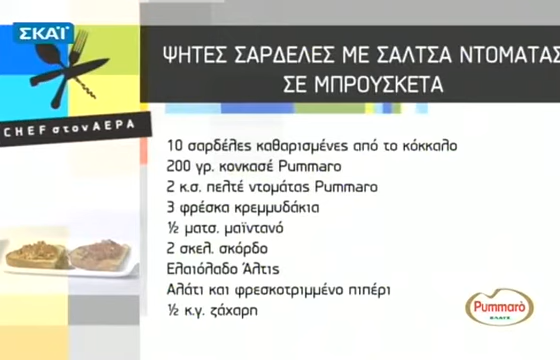 ΣΚΑΪ
ΨΗΤΕΣ ΣΑΡΔΕΛΕΣ ΜΕ ΣΑΛΤΣΑ ΝΤΟΜΑΤΑΣ
ΣΕ ΜΠΡΟΥΣΚΕΤΑ
CHEF στον ΑΕΡΑ
10 σαρδέλες καθαρισμένες από το κόκκαλο
200 γρ. κονκασέ Pummaro
2 κ.σ. πελτέ ντομάτας Pummaro
3 φρέσκα κρεμμυδάκια
½ ματσ. μαϊντανό
2 σκελ. σκόρδο
Ελαιόλαδο Άλτις
Αλάτι και φρεσκοτριμμένο πιπέρι
½ κ.γ. ζάχαρη
Pummarò